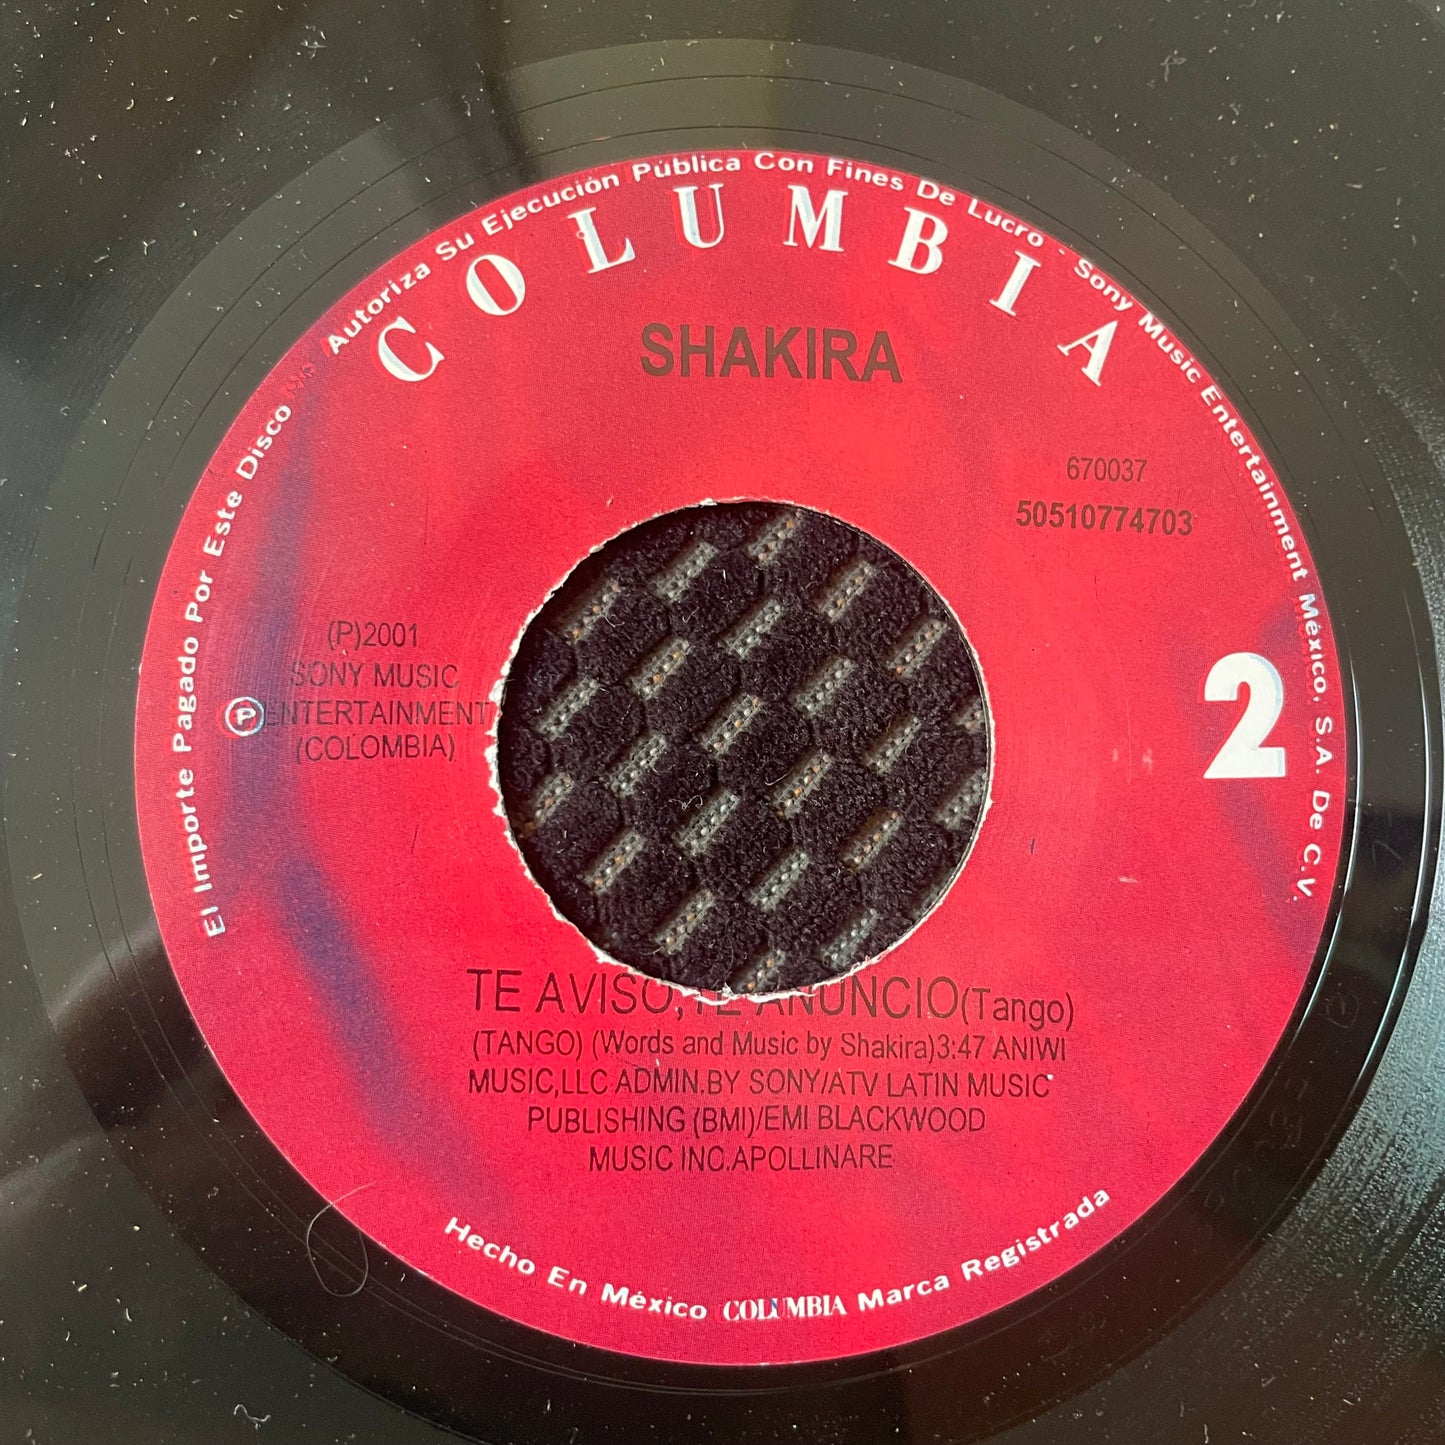 El Importe Pagado Por Este Disco Autoriza Su Ejecución Pública Con Fines De Lucro - Sony Music Entertainment México, S.A. De C.V.
COLUMBIA
SHAKIRA
670037
50510774703
(P)2001
SONY MUSIC
ENTERTAINMENT
(COLOMBIA)
P
2
TE AVISO,TE ANUNCIO(Tango)
(TANGO) (Words and Music by Shakira)3:47 ANIWI
MUSIC,LLC ADMIN.BY SONY/ATV LATIN MUSIC
PUBLISHING (BMI)/EMI BLACKWOOD
MUSIC INC.APOLLINARE
Hecho En México COLUMBIA Marca Registrada